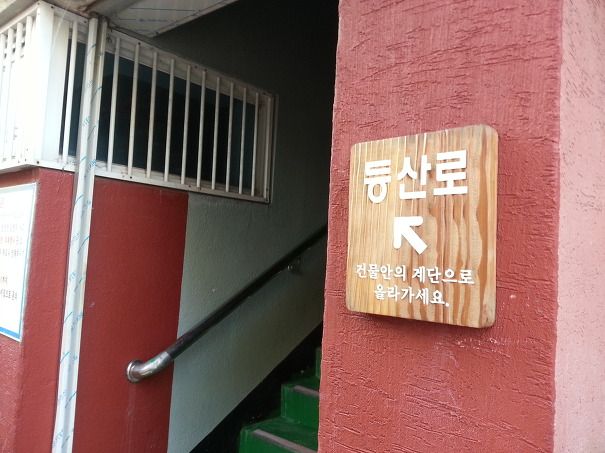 등산로
건물안의 계단으로
올라가세요.